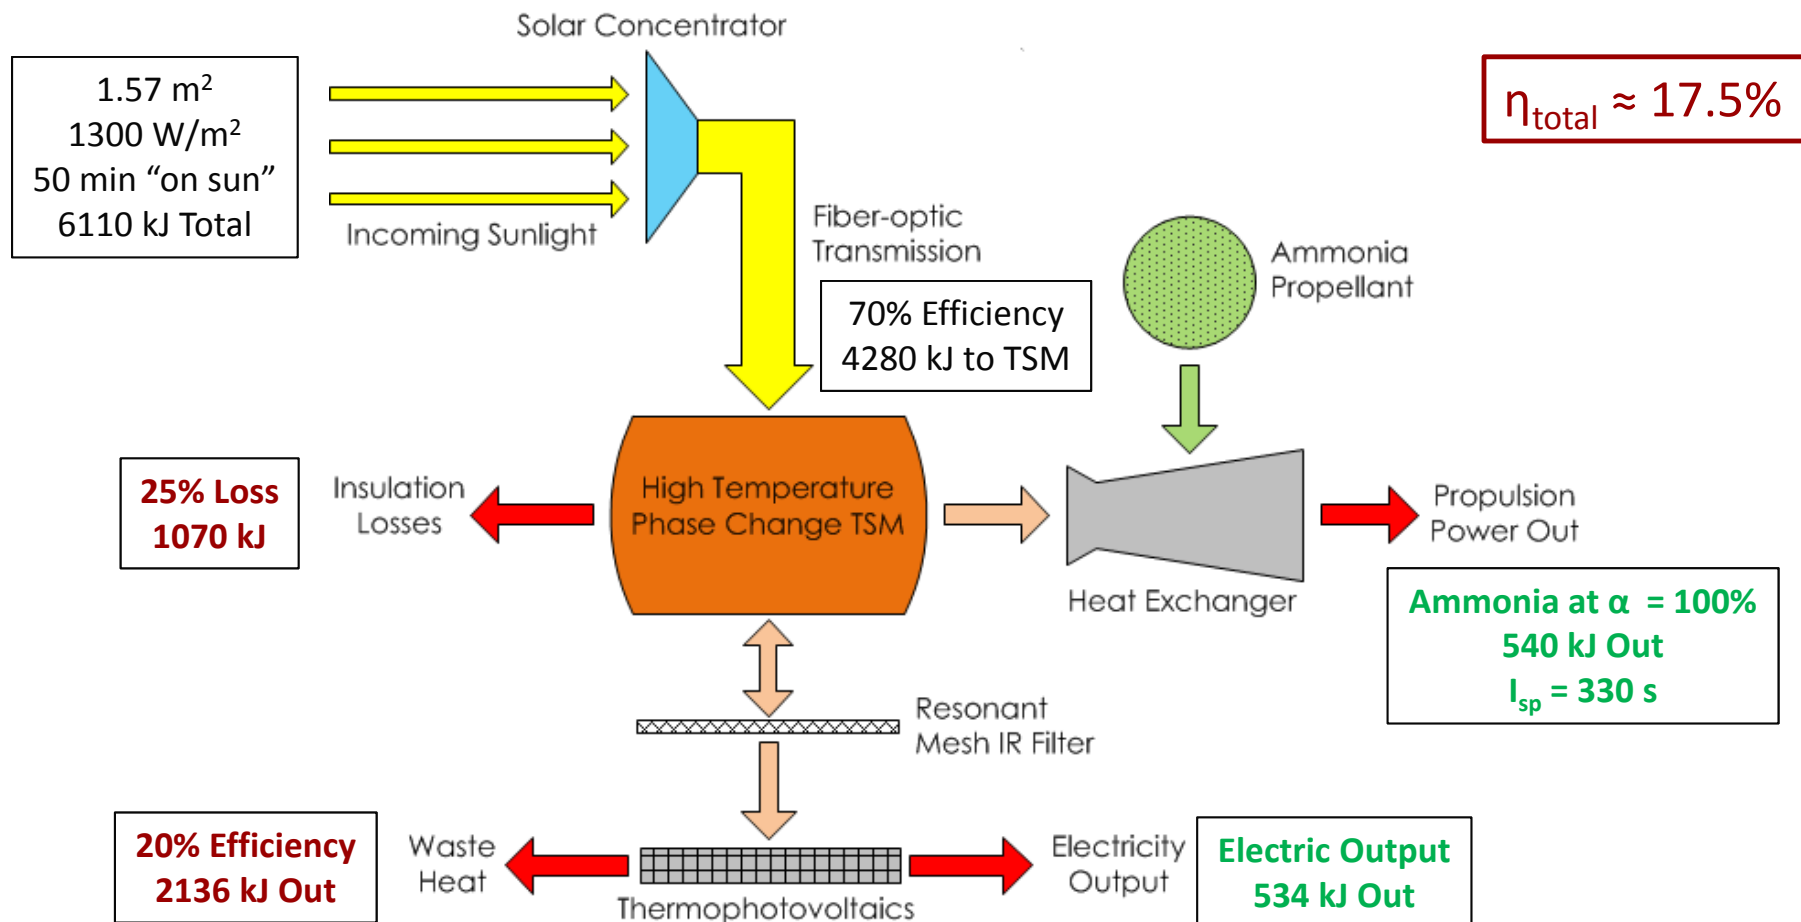 Solar Concentrator
1.57 m²
1300 W/m²
50 min “on sun”
6110 kJ Total
Incoming Sunlight
η_total ≈ 17.5%
Fiber-optic
Transmission
70% Efficiency
4280 kJ to TSM
Ammonia
Propellant
25% Loss
1070 kJ
Insulation
Losses
High Temperature
Phase Change TSM
Heat Exchanger
Propulsion
Power Out
Ammonia at α = 100%
540 kJ Out
I_sp = 330 s
Resonant
Mesh IR Filter
20% Efficiency
2136 kJ Out
Waste
Heat
Thermophotovoltaics
Electricity
Output
Electric Output
534 kJ Out